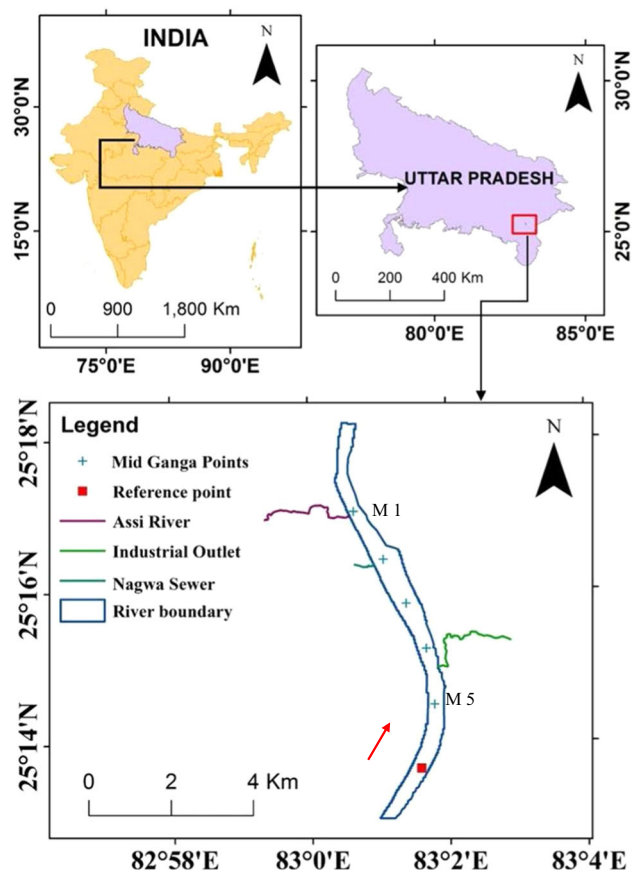 INDIA
N
30°0'N
15°0'N
0 900 1,800 Km
75°0'E 90°0'E
N
UTTAR PRADESH
30°0'N
25°0'N
0 200 400 Km
80°0'E 85°0'E
Legend
Mid Ganga Points
Reference point
Assi River
Industrial Outlet
Nagwa Sewer
River boundary
N
M 1
M 5
25°18'N
25°16'N
25°14'N
0 2 4 Km
82°58'E 83°0'E 83°2'E 83°4'E